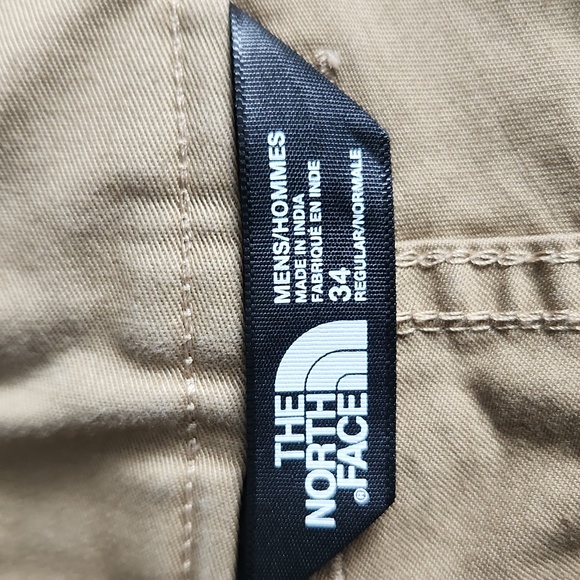 MENS/HOMMES
MADE IN INDIA
FABRIQUÉ EN INDE
34
REGULAR/NORMALE
THE
NORTH
FACE®